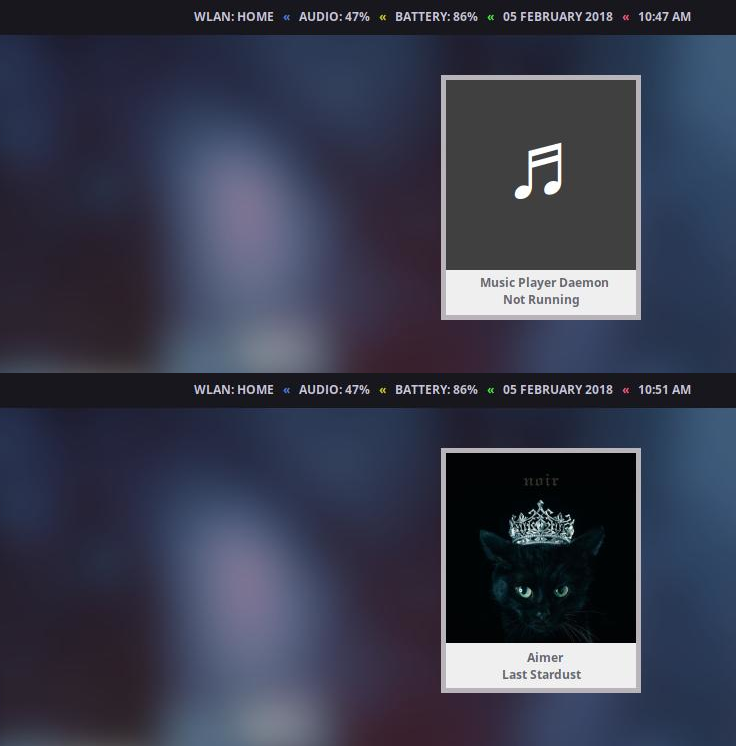 WLAN: HOME « AUDIO: 47% « BATTERY: 86% « 05 FEBRUARY 2018 « 10:47 AM
Music Player Daemon
Not Running
WLAN: HOME « AUDIO: 47% « BATTERY: 86% « 05 FEBRUARY 2018 « 10:51 AM
noir
Aimer
Last Stardust